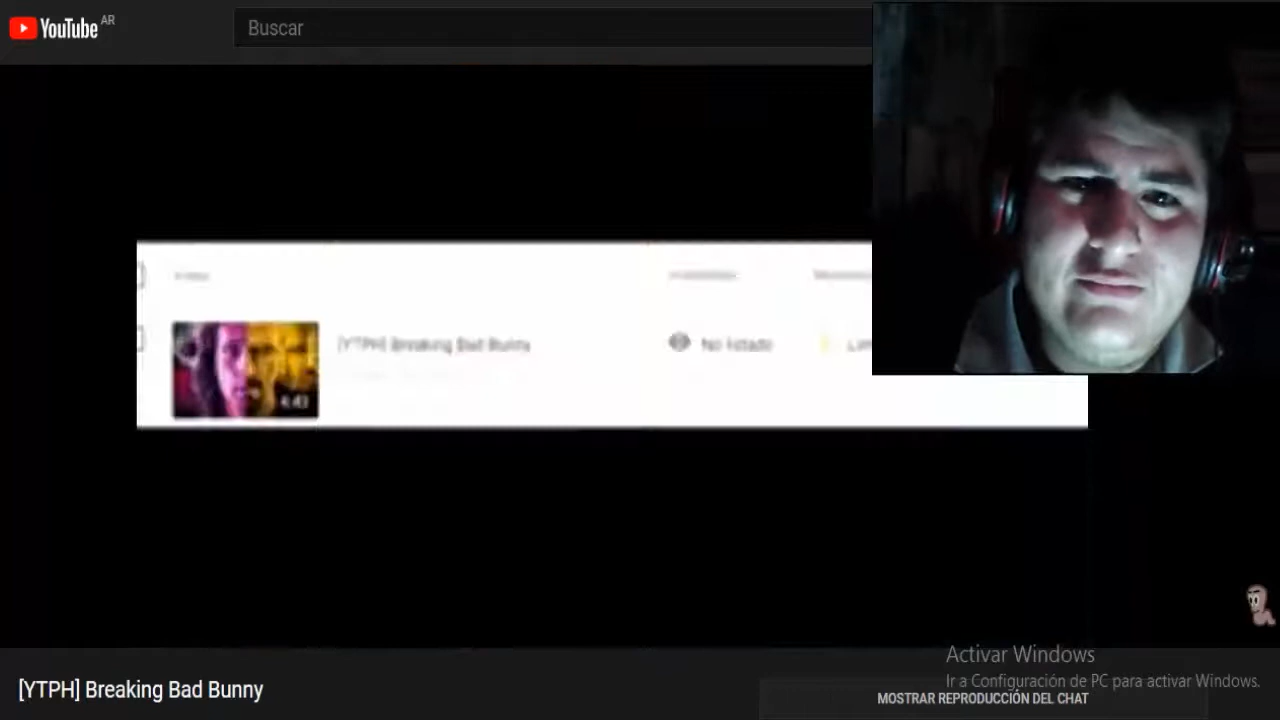 YouTube AR
Buscar
[YTPH] Breaking Bad Bunny
No listado
4:43
Activar Windows
Ir a Configuración de PC para activar Windows.
MOSTRAR REPRODUCCIÓN DEL CHAT
[YTPH] Breaking Bad Bunny